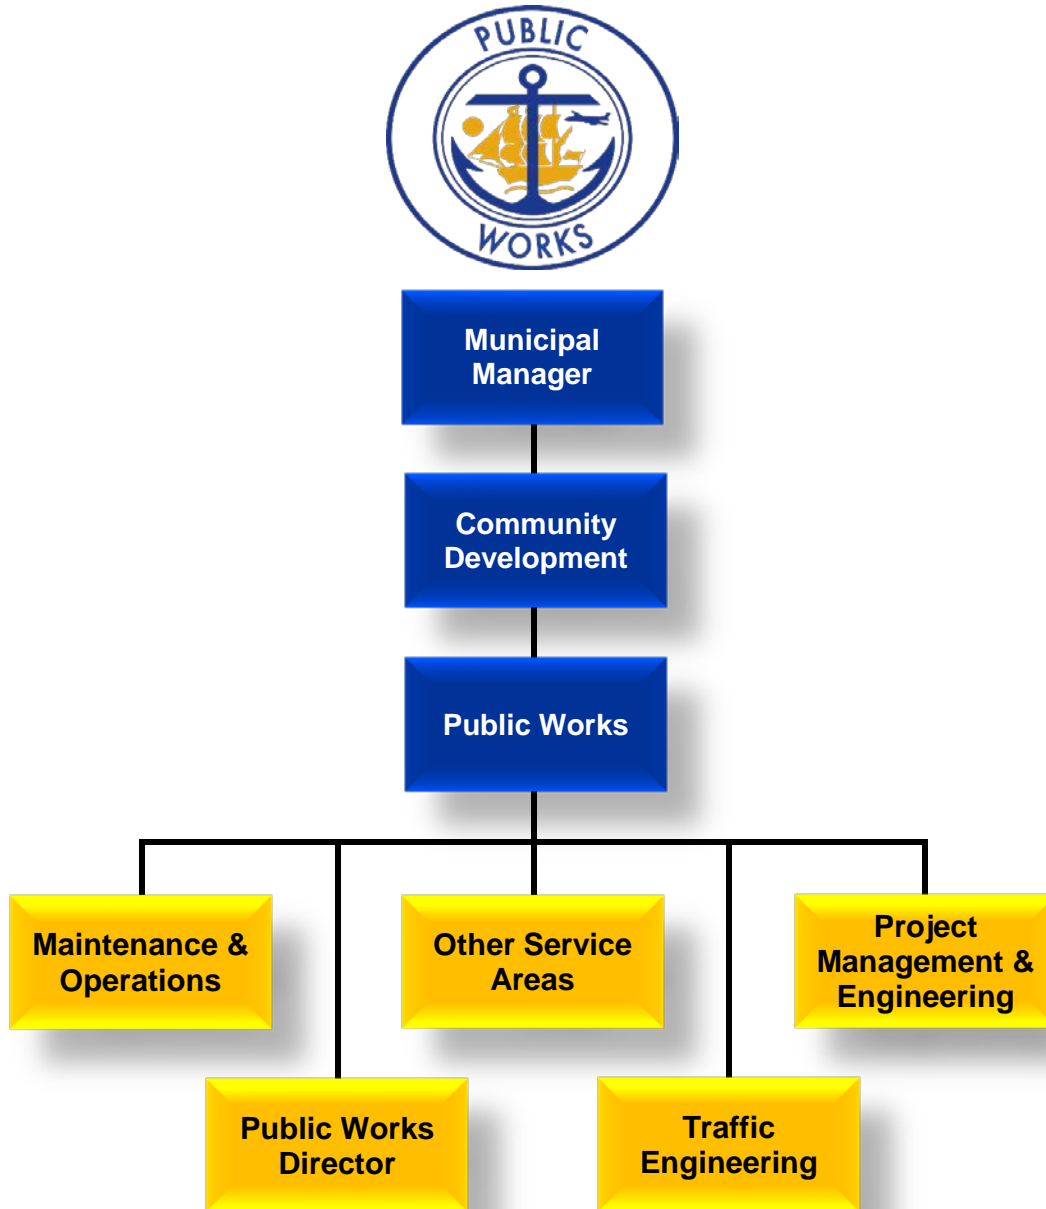 PUBLIC
WORKS
Municipal
Manager
Community
Development
Public Works
Maintenance &
Operations
Other Service
Areas
Project
Management &
Engineering
Public Works
Director
Traffic
Engineering